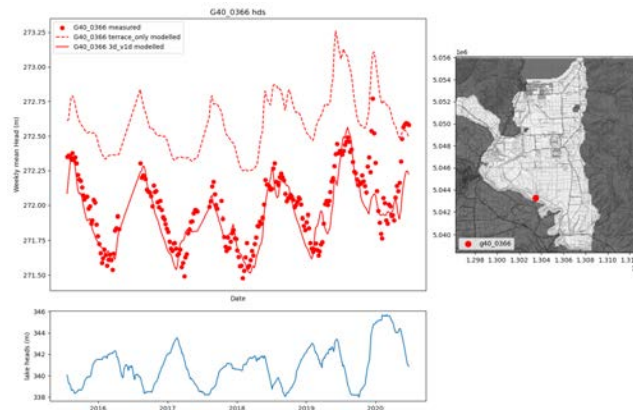 G40_0366 hds
G40_0366 measured
G40_0366 terrace_only modelled
G40_0366 3d_v1d modelled
273.25
273.00
272.75
272.50
272.25
272.00
271.75
271.50
Weekly mean Head (m)
Date
346
344
342
340
338
lake heads (m)
2016
2017
2018
2019
2020
1e6
5.056
5.054
5.052
5.050
5.048
5.046
5.044
5.042
5.040
g40_0366
1.298 1.300 1.302 1.304 1.306 1.308 1.310